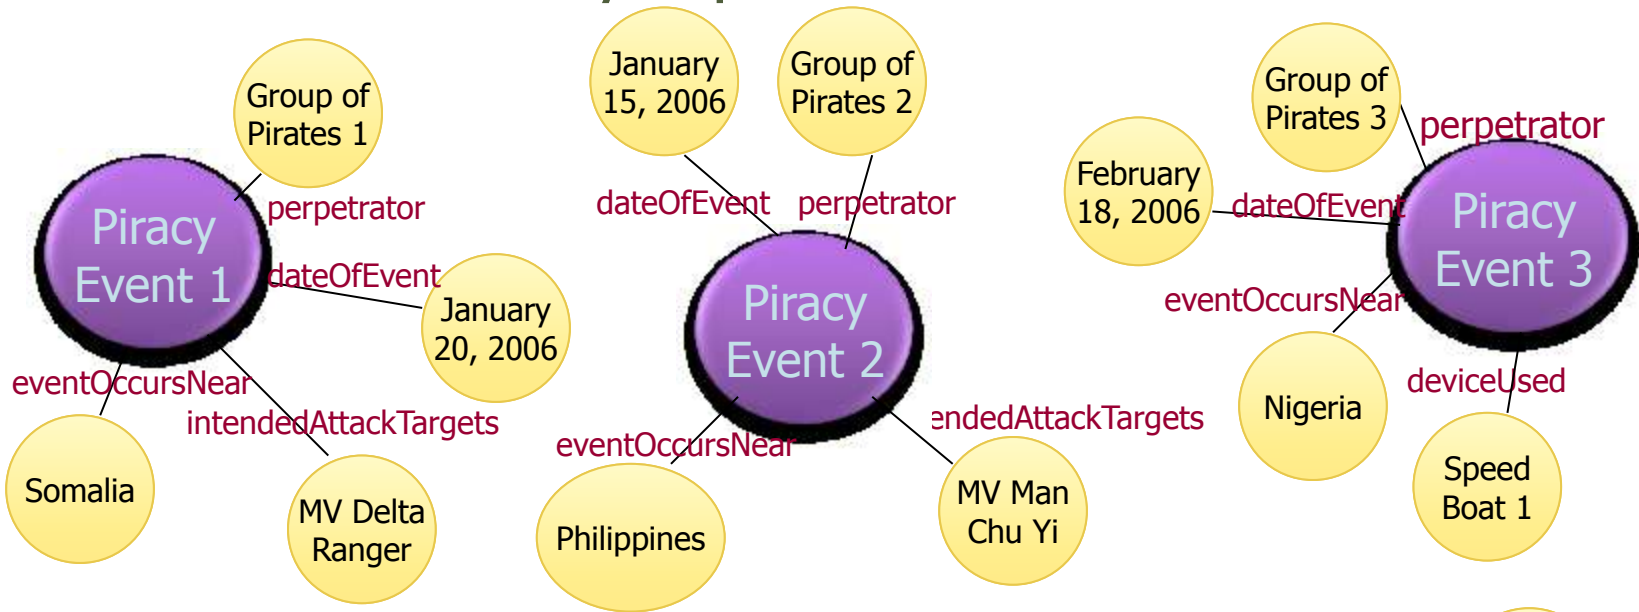 Group of
Pirates 1
Piracy
Event 1
perpetrator
dateOfEvent
January
20, 2006
eventOccursNear
intendedAttackTargets
Somalia
MV Delta
Ranger
January
15, 2006
Group of
Pirates 2
dateOfEvent
perpetrator
Piracy
Event 2
eventOccursNear
endedAttackTargets
Philippines
MV Man
Chu Yi
Group of
Pirates 3
perpetrator
February
18, 2006
dateOfEvent
Piracy
Event 3
eventOccursNear
deviceUsed
Nigeria
Speed
Boat 1